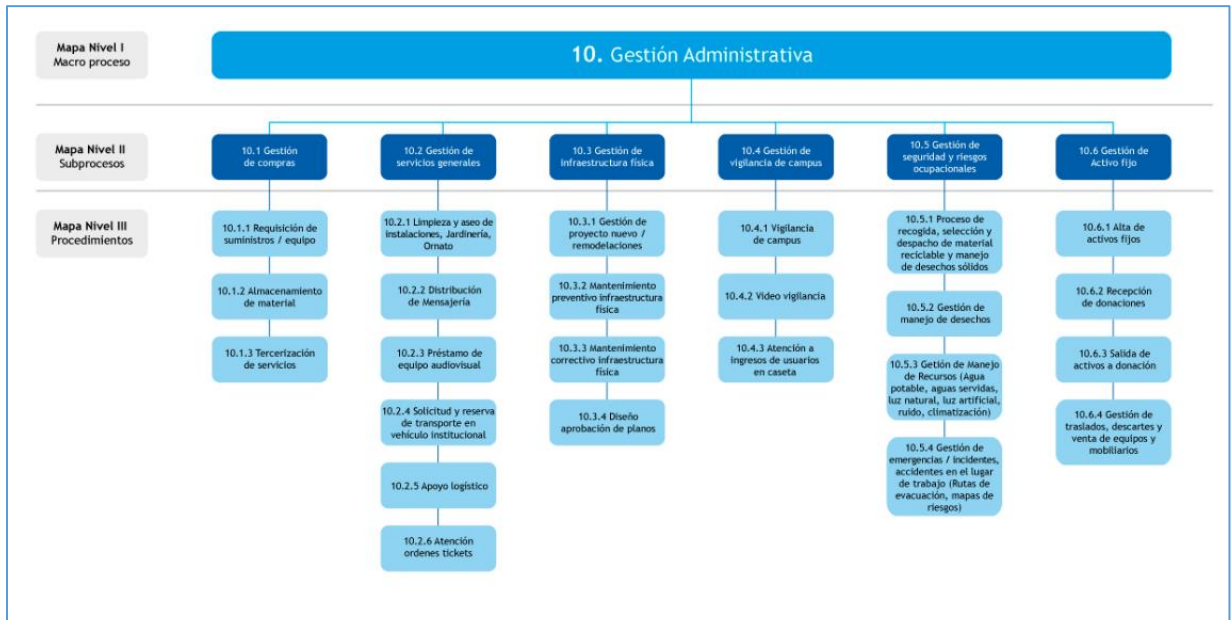 Mapa Nivel I
Macro proceso
10. Gestión Administrativa
Mapa Nivel II
Subprocesos
10.1 Gestión
de compras
10.2 Gestión de
servicios generales
10.3 Gestión de
infraestructura física
10.4 Gestión de
vigilancia de campus
10.5 Gestión de
seguridad y riesgos
ocupacionales
10.6 Gestión de
Activo fijo
Mapa Nivel III
Procedimientos
10.1.1 Requisición de
suministros / equipo
10.1.2 Almacenamiento
de material
10.1.3 Tercerización
de servicios
10.2.1 Limpieza y aseo de
instalaciones, Jardinería,
Ornato
10.2.2 Distribución
de Mensajería
10.2.3 Préstamo de
equipo audiovisual
10.2.4 Solicitud y reserva
de transporte en
vehículo institucional
10.2.5 Apoyo logístico
10.2.6 Atención
ordenes tickets
10.3.1 Gestión de
proyecto nuevo /
remodelaciones
10.3.2 Mantenimiento
preventivo infraestructura
física
10.3.3 Mantenimiento
correctivo infraestructura
física
10.3.4 Diseño
aprobación de planos
10.4.1 Vigilancia
de campus
10.4.2 Video vigilancia
10.4.3 Atención a
ingresos de usuarios
en caseta
10.5.1 Proceso de
recogida, selección y
despacho de material
reciclable y manejo
de desechos sólidos
10.5.2 Gestión de
manejo de desechos
10.5.3 Getión de Manejo
de Recursos (Agua
potable, aguas servidas,
luz natural, luz artificial,
ruido, climatización)
10.5.4 Gestión de
emergencias / incidentes,
accidentes en el lugar
de trabajo (Rutas de
evacuación, mapas de
riesgos)
10.6.1 Alta de
activos fijos
10.6.2 Recepción
de donaciones
10.6.3 Salida de
activos a donación
10.6.4 Gestión de
traslados, descartes y
venta de equipos y
mobiliarios